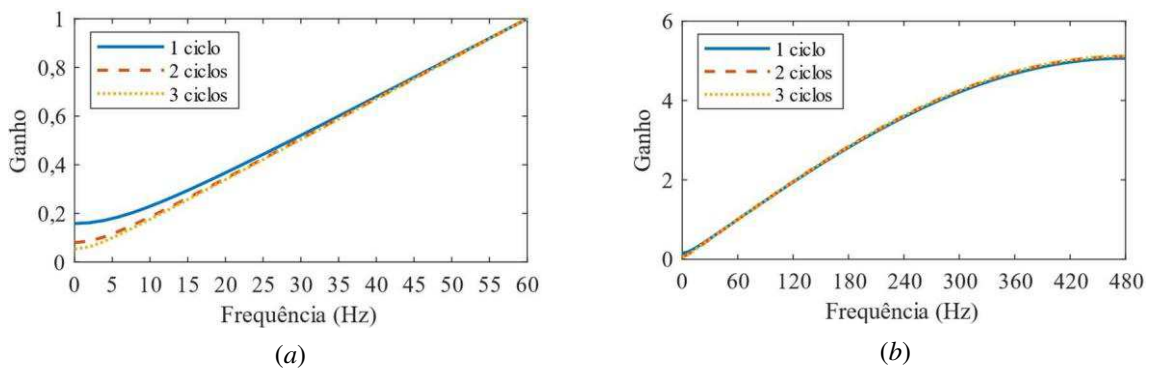 1
0,8
0,6
0,4
0,2
0
Ganho
1 ciclo
2 ciclos
3 ciclos
0 5 10 15 20 25 30 35 40 45 50 55 60
Frequência (Hz)
(a)
6
4
2
0
Ganho
1 ciclo
2 ciclos
3 ciclos
0 60 120 180 240 300 360 420 480
Frequência (Hz)
(b)